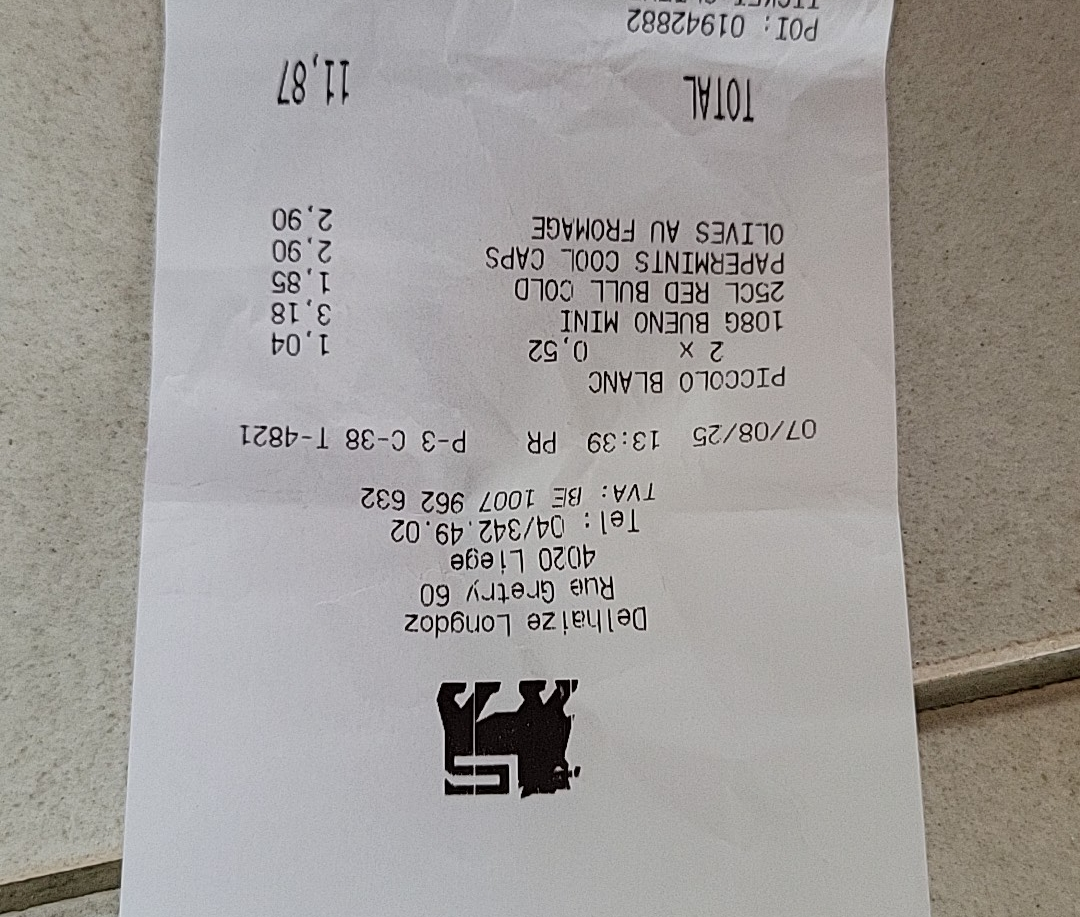 Delhaize Longdoz
Rue Gretry 60
4020 Liege
Tel: 04/342.49.02
TVA: BE 1007 962 632
07/08/25 13:39 PR P-3 C-38 T-4821
PICCOLO BLANC
2 x 0,52 1,04
108G BUENO MINI 3,18
25CL RED BULL COLD 1,85
PAPERMINTS COOL CAPS 2,90
OLIVES AU FROMAGE 2,90
TOTAL 11,87
POI: 01942882
TICKET